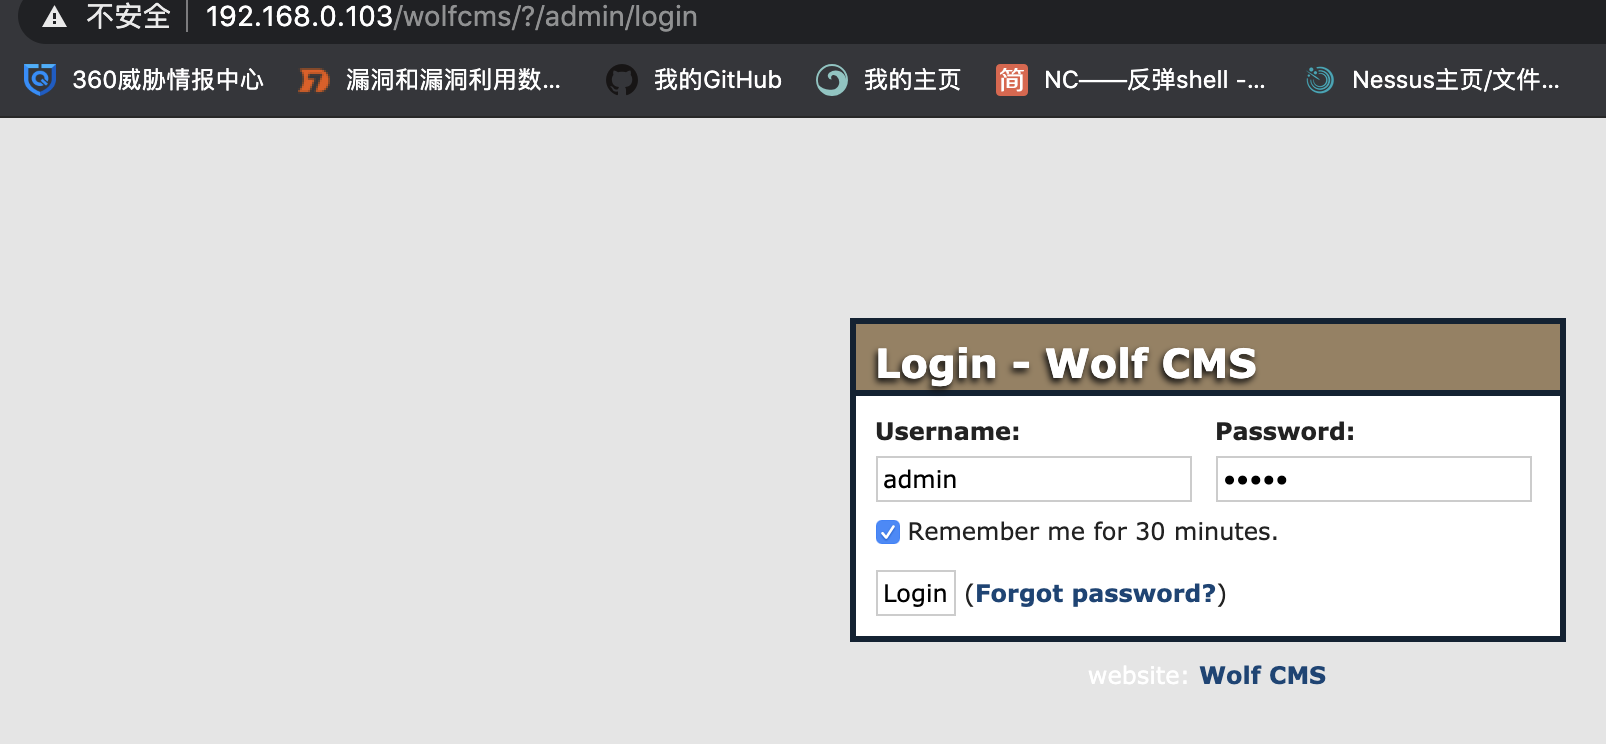 不安全 192.168.0.103/wolfcms/?/admin/login
360威胁情报中心 漏洞和漏洞利用数... 我的GitHub 我的主页 简 NC——反弹shell -... Nessus主页/文件...
Login - Wolf CMS
Username: Password:
admin •••••
Remember me for 30 minutes.
Login (Forgot password?)
website: Wolf CMS